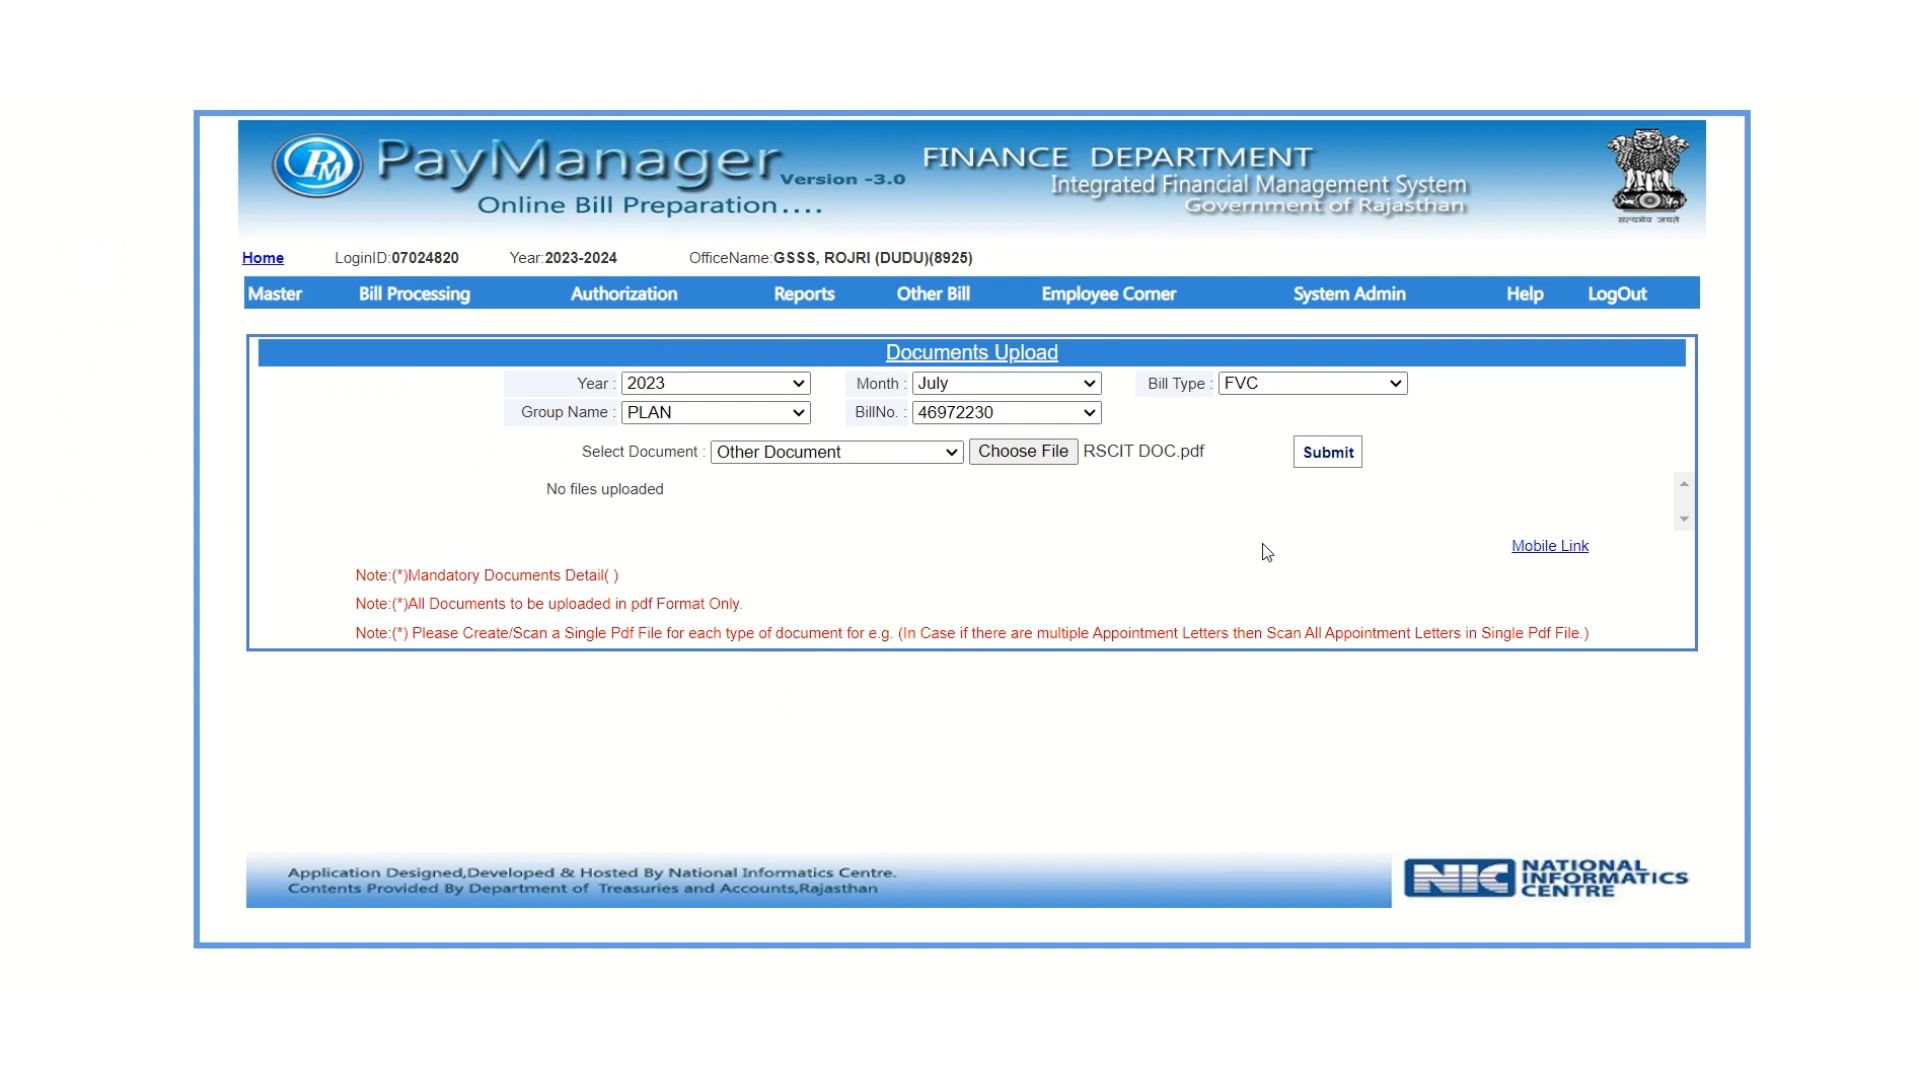 PM PayManager Version -3.0
Online Bill Preparation....
FINANCE DEPARTMENT
Integrated Financial Management System
Government of Rajasthan
सत्यमेव जयते
Home LoginID:07024820 Year:2023-2024 OfficeName:GSSS, ROJRI (DUDU)(8925)
Master Bill Processing Authorization Reports Other Bill Employee Corner System Admin Help LogOut
Documents Upload
Year : 2023 Month : July Bill Type : FVC
Group Name : PLAN BillNo. : 46972230
Select Document : Other Document Choose File RSCIT DOC.pdf Submit
No files uploaded
Mobile Link
Note:(*)Mandatory Documents Detail( )
Note:(*)All Documents to be uploaded in pdf Format Only.
Note:(*) Please Create/Scan a Single Pdf File for each type of document for e.g. (In Case if there are multiple Appointment Letters then Scan All Appointment Letters in Single Pdf File.)
Application Designed,Developed & Hosted By National Informatics Centre.
Contents Provided By Department of Treasuries and Accounts,Rajasthan
NIC NATIONAL
INFORMATICS
CENTRE